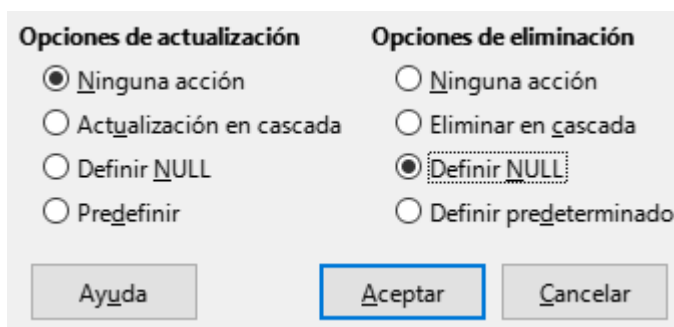 Opciones de actualización
Ninguna acción
Actualización en cascada
Definir NULL
Predefinir
Opciones de eliminación
Ninguna acción
Eliminar en cascada
Definir NULL
Definir predeterminado
Ayuda
Aceptar
Cancelar